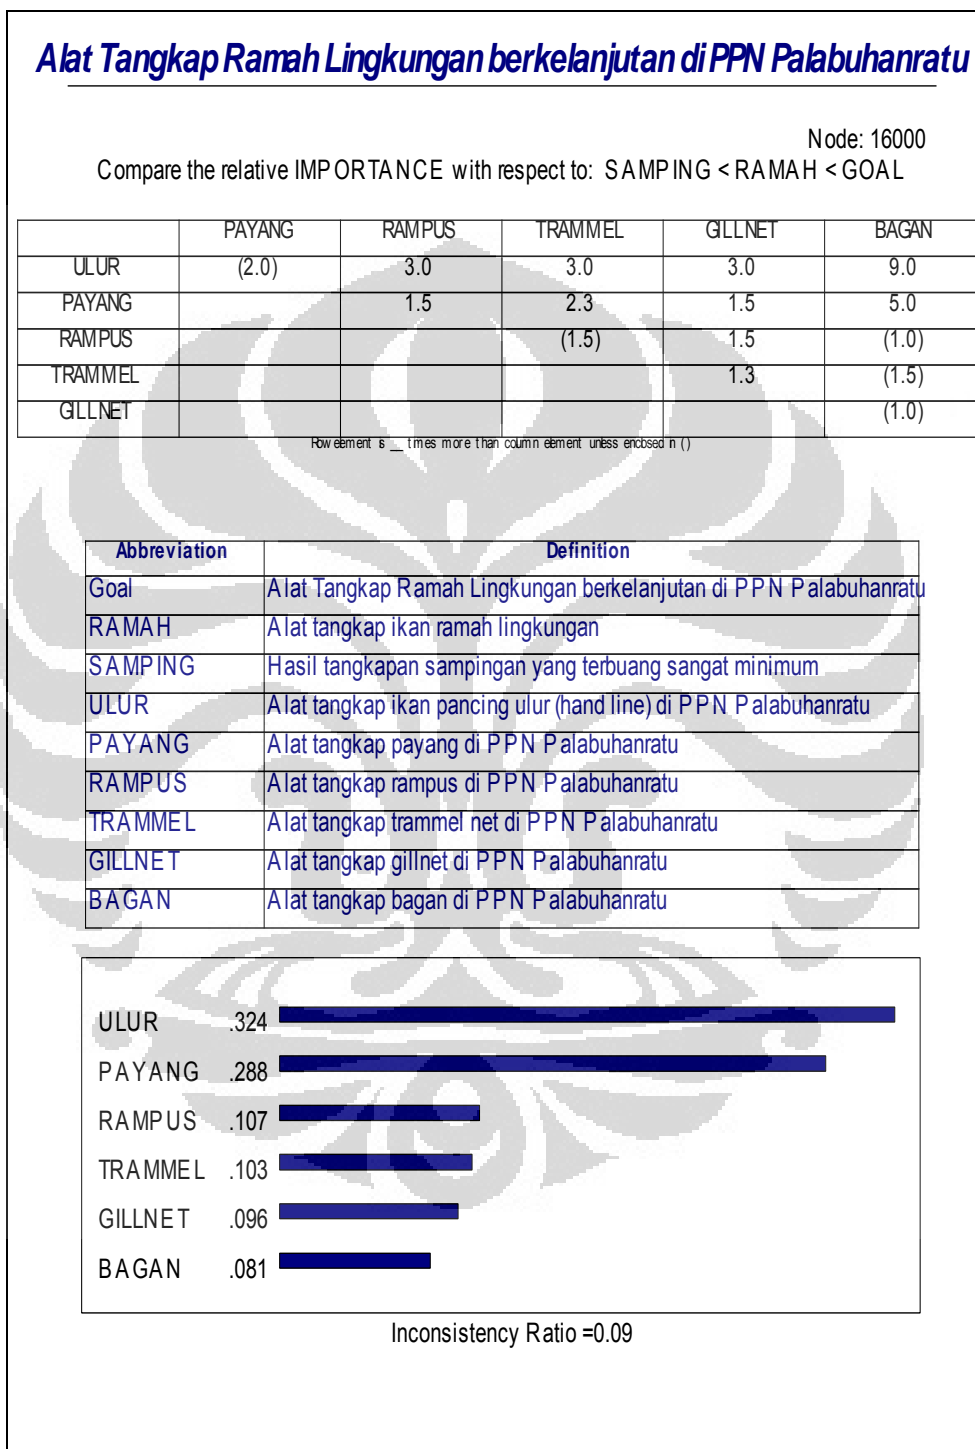 Alat Tangkap Ramah Lingkungan berkelanjutan di PPN Palabuhanratu
Node: 16000
Compare the relative IMPORTANCE with respect to: SAMPING < RAMAH < GOAL
PAYANG RAMPUS TRAMMEL GILLNET BAGAN
ULUR (2.0) 3.0 3.0 3.0 9.0
PAYANG 1.5 2.3 1.5 5.0
RAMPUS (1.5) 1.5 (1.0)
TRAMMEL 1.3 (1.5)
GILLNET (1.0)
Row element is __ times more than column element unless enclosed in ()
Abbreviation Definition
Goal Alat Tangkap Ramah Lingkungan berkelanjutan di PPN Palabuhanratu
RAMAH Alat tangkap ikan ramah lingkungan
SAMPING Hasil tangkapan sampingan yang terbuang sangat minimum
ULUR Alat tangkap ikan pancing ulur (hand line) di PPN Palabuhanratu
PAYANG Alat tangkap payang di PPN Palabuhanratu
RAMPUS Alat tangkap rampus di PPN Palabuhanratu
TRAMMEL Alat tangkap trammel net di PPN Palabuhanratu
GILLNET Alat tangkap gillnet di PPN Palabuhanratu
BAGAN Alat tangkap bagan di PPN Palabuhanratu
ULUR .324
PAYANG .288
RAMPUS .107
TRAMMEL .103
GILLNET .096
BAGAN .081
Inconsistency Ratio =0.09